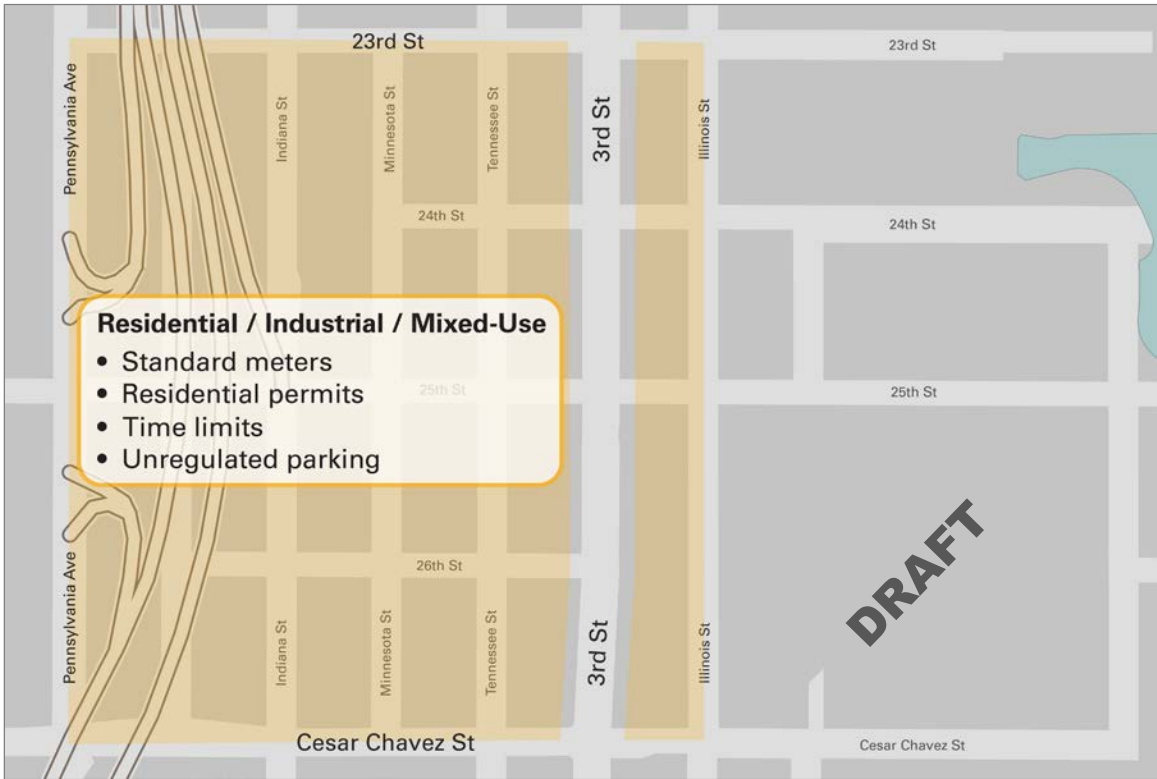 23rd St
23rd St
Pennsylvania Ave
Indiana St
Minnesota St
Tennessee St
3rd St
Illinois St
24th St
24th St
Residential / Industrial / Mixed-Use
• Standard meters
• Residential permits
• Time limits
• Unregulated parking
25th St
25th St
DRAFT
26th St
Pennsylvania Ave
Indiana St
Minnesota St
Tennessee St
3rd St
Illinois St
Cesar Chavez St
Cesar Chavez St